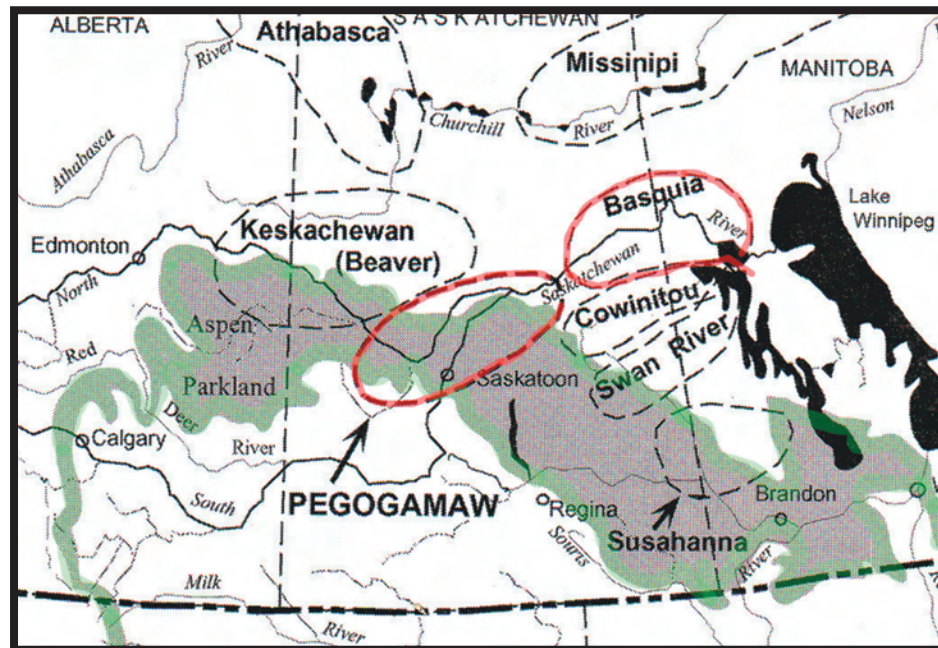 ALBERTA
SASKATCHEWAN
Athabasca
River
Missinipi
MANITOBA
Churchill
River
Nelson
Athabasca
Basquia
River
Lake
Winnipeg
Keskachewan
(Beaver)
Edmonton
North
Saskatchewan
Cowinitou
Aspen
Swan River
Red
Parkland
Saskatoon
Deer
Calgary
River
PEGOGAMAW
South
Regina
Brandon
Susahanna
Souris
River
Milk
River